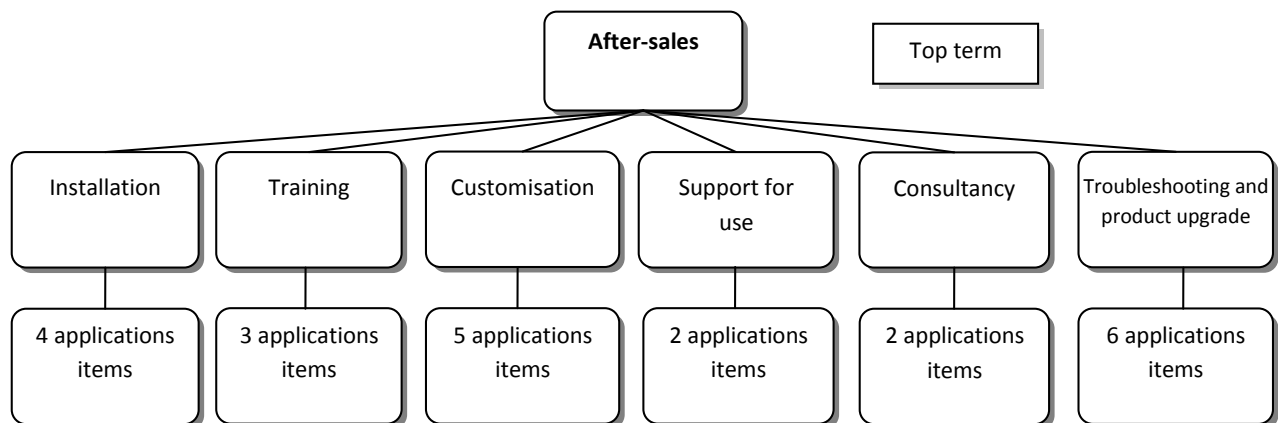 After-sales
Top term
Installation
Training
Customisation
Support for
use
Consultancy
Troubleshooting and
product upgrade
4 applications
items
3 applications
items
5 applications
items
2 applications
items
2 applications
items
6 applications
items